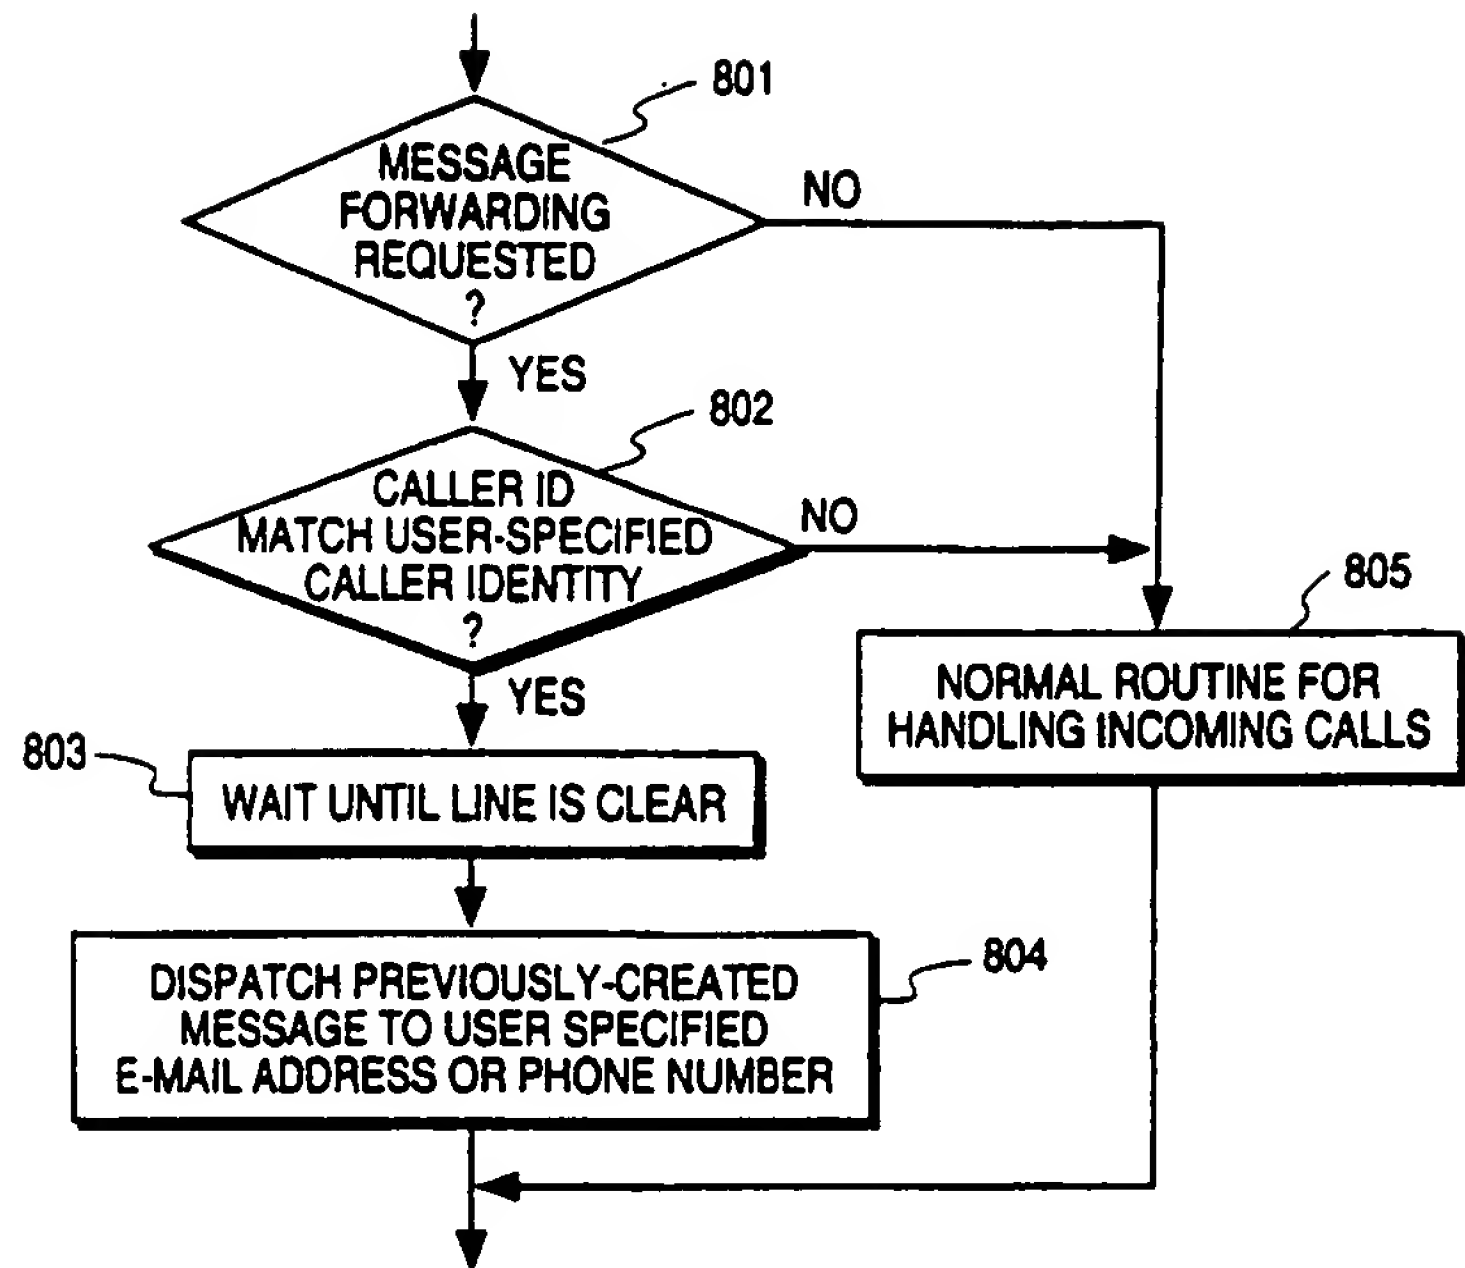 801
MESSAGE
FORWARDING
REQUESTED
?
NO
YES
802
CALLER ID
MATCH USER-SPECIFIED
CALLER IDENTITY
?
NO
YES
805
NORMAL ROUTINE FOR
HANDLING INCOMING CALLS
803
WAIT UNTIL LINE IS CLEAR
804
DISPATCH PREVIOUSLY-CREATED
MESSAGE TO USER SPECIFIED
E-MAIL ADDRESS OR PHONE NUMBER